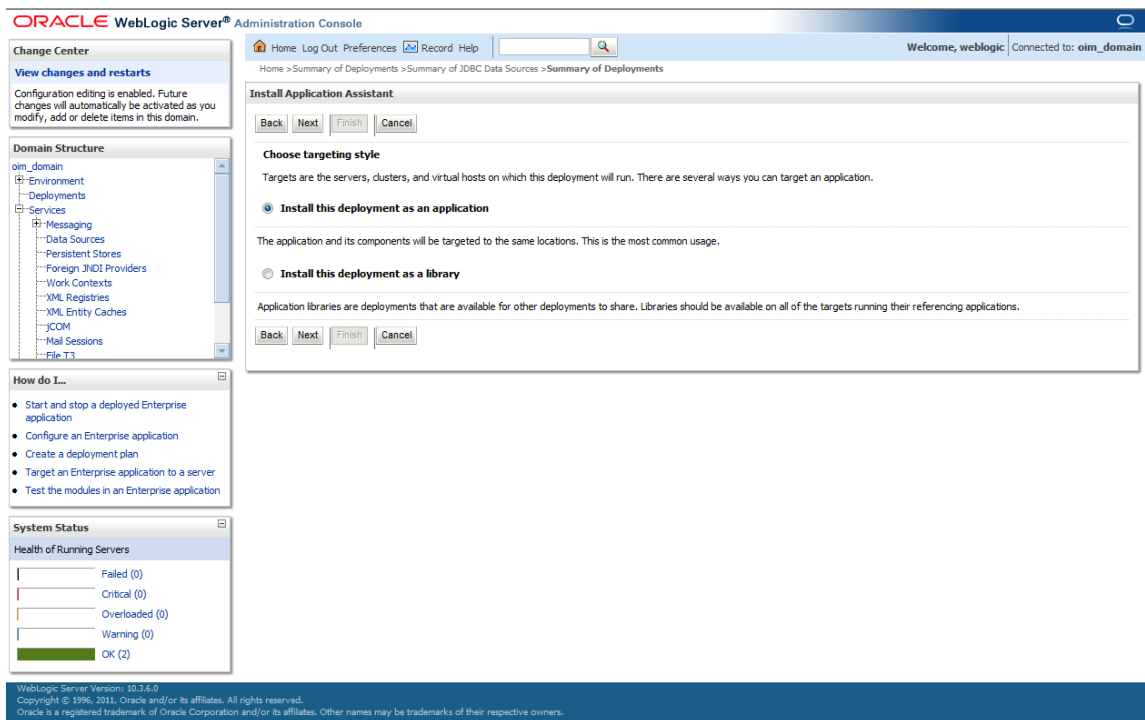 ORACLE WebLogic Server® Administration Console
Change Center
View changes and restarts
Configuration editing is enabled. Future
changes will automatically be activated as you
modify, add or delete items in this domain.
Domain Structure
oim_domain
Environment
Deployments
Services
Messaging
Data Sources
Persistent Stores
Foreign JNDI Providers
Work Contexts
XML Registries
XML Entity Caches
jCOM
Mail Sessions
File T3
How do I...
Start and stop a deployed Enterprise
application
Configure an Enterprise application
Create a deployment plan
Target an Enterprise application to a server
Test the modules in an Enterprise application
System Status
Health of Running Servers
Failed (0)
Critical (0)
Overloaded (0)
Warning (0)
OK (2)
Home Log Out Preferences Record Help
Welcome, weblogic Connected to: oim_domain
Home >Summary of Deployments >Summary of JDBC Data Sources >Summary of Deployments
Install Application Assistant
Back Next Finish Cancel
Choose targeting style
Targets are the servers, clusters, and virtual hosts on which this deployment will run. There are several ways you can target an application.
Install this deployment as an application
The application and its components will be targeted to the same locations. This is the most common usage.
Install this deployment as a library
Application libraries are deployments that are available for other deployments to share. Libraries should be available on all of the targets running their referencing applications.
Back Next Finish Cancel
WebLogic Server Version: 10.3.6.0
Copyright © 1996, 2011, Oracle and/or its affiliates. All rights reserved.
Oracle is a registered trademark of Oracle Corporation and/or its affiliates. Other names may be trademarks of their respective owners.